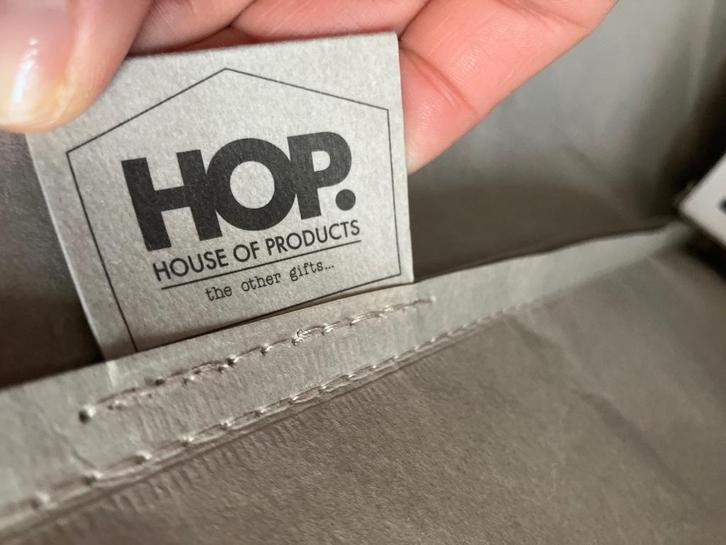 HOP.
HOUSE OF PRODUCTS
the other gifts...